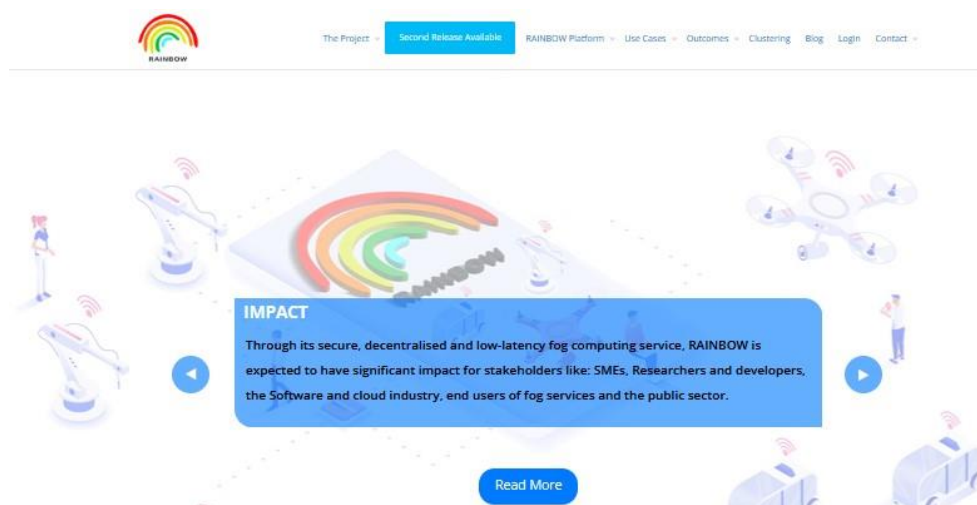 RAINBOW
The Project
Second Release Available
RAINBOW Platform
Use Cases
Outcomes
Clustering
Blog
Login
Contact
RAINBOW
IMPACT
Through its secure, decentralised and low-latency fog computing service, RAINBOW is
expected to have significant impact for stakeholders like: SMEs, Researchers and developers,
the Software and cloud industry, end users of fog services and the public sector.
Read More